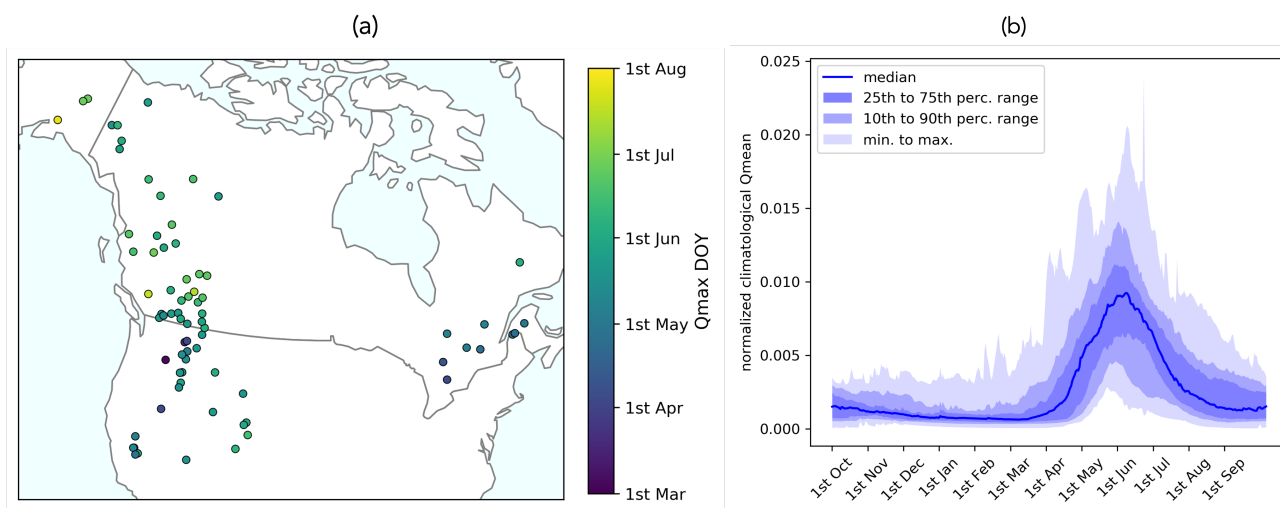 (a)
1st Aug
1st Jul
1st Jun
1st May
1st Apr
1st Mar
Qmax DOY
(b)
median
25th to 75th perc. range
10th to 90th perc. range
min. to max.
normalized climatological Qmean
0.025
0.020
0.015
0.010
0.005
0.000
1st Oct
1st Nov
1st Dec
1st Jan
1st Feb
1st Mar
1st Apr
1st May
1st Jun
1st Jul
1st Aug
1st Sep